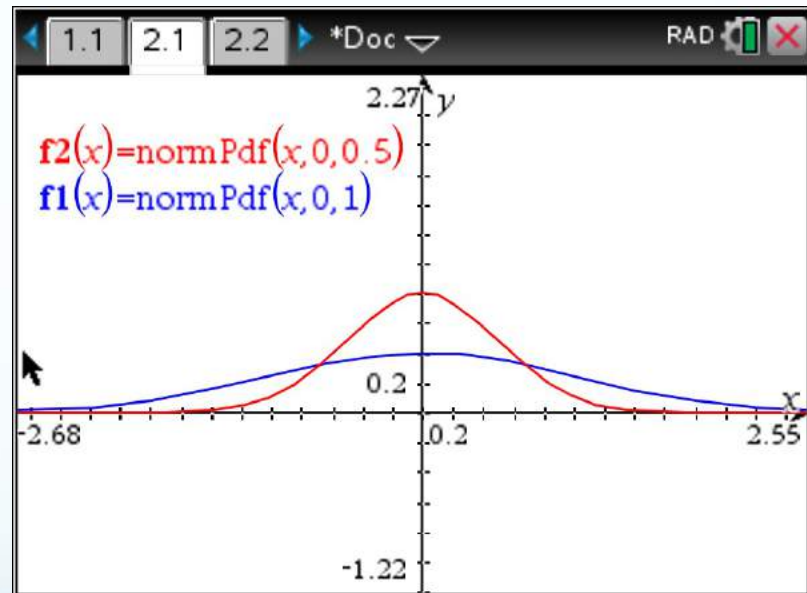 1.1 2.1 2.2 *Doc RAD
2.27 y
f2(x)=normPdf(x,0,0.5)
f1(x)=normPdf(x,0,1)
0.2
x
-2.68 0.2 2.55
-1.22